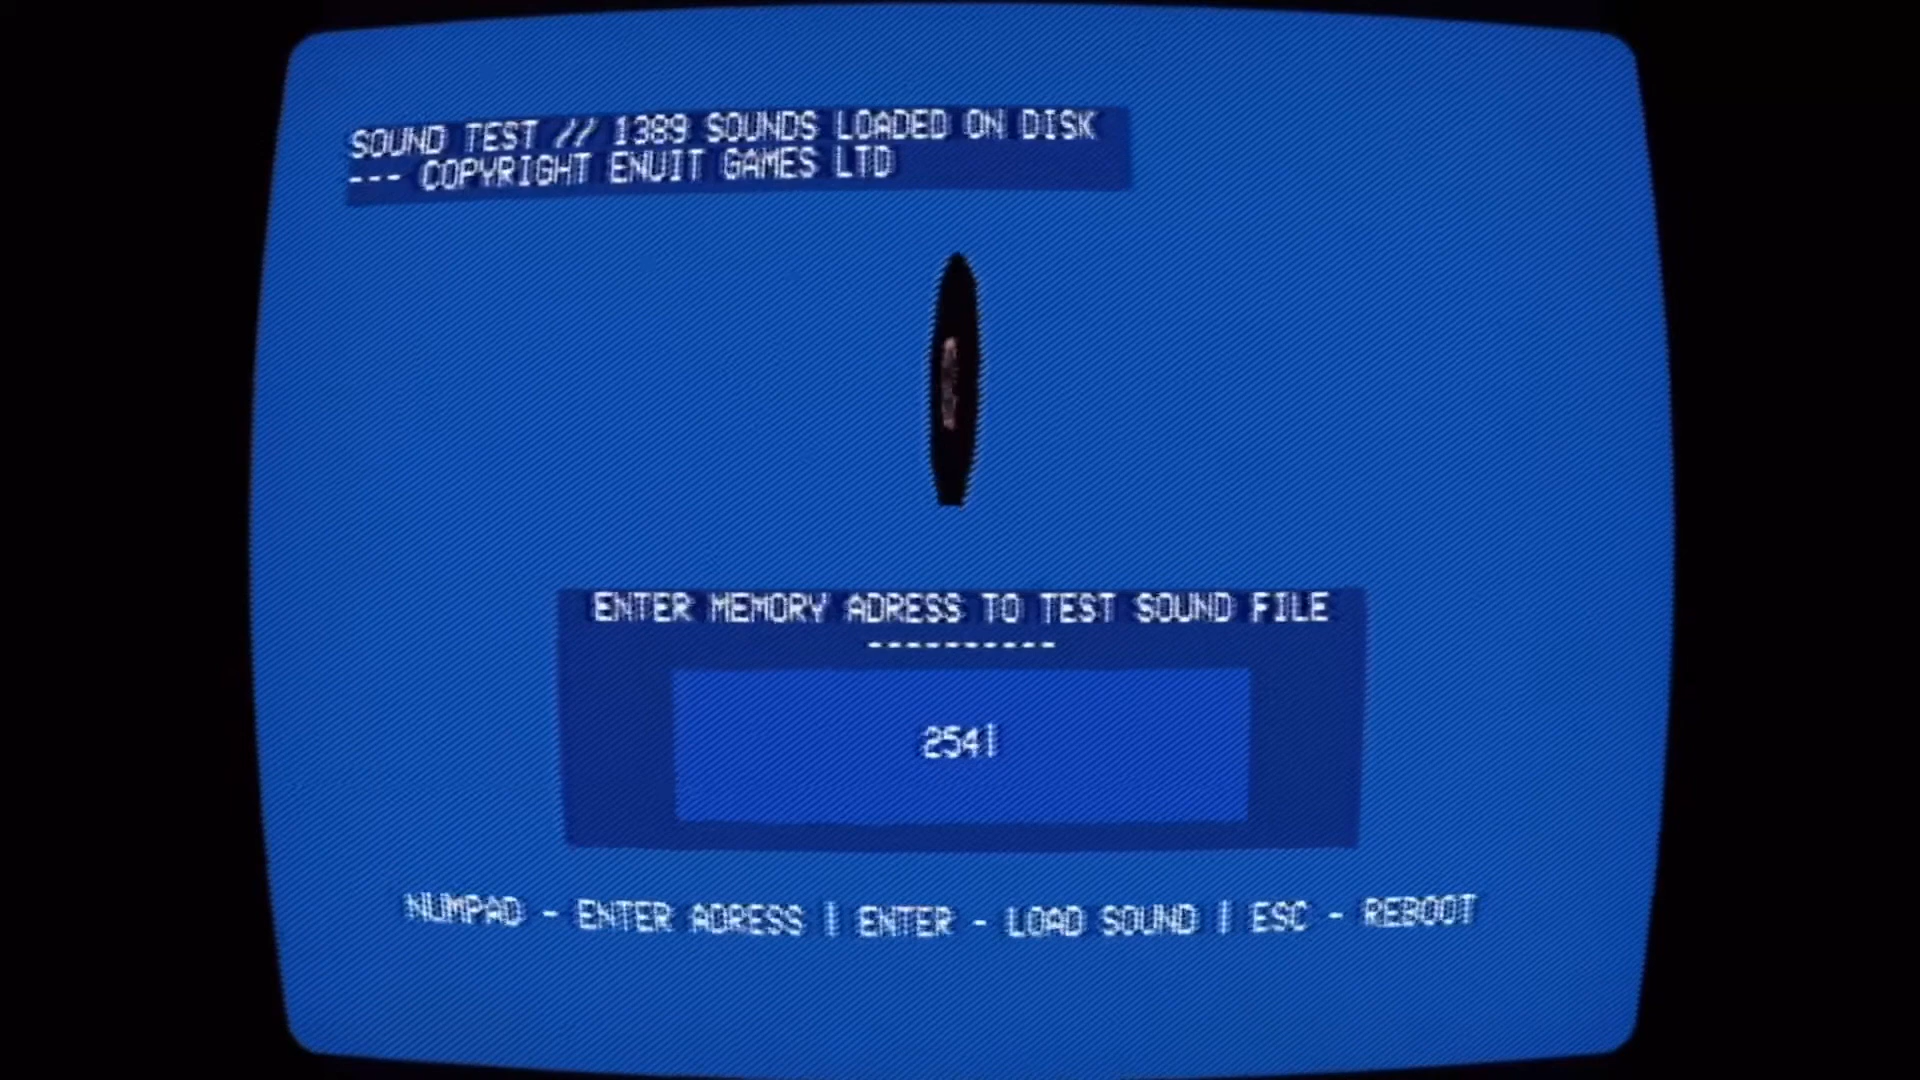 SOUND TEST // 1389 SOUNDS LOADED ON DISK
--- COPYRIGHT ENUIT GAMES LTD
ENTER MEMORY ADRESS TO TEST SOUND FILE
----------
254|
NUMPAD - ENTER ADRESS | ENTER - LOAD SOUND | ESC - REBOOT